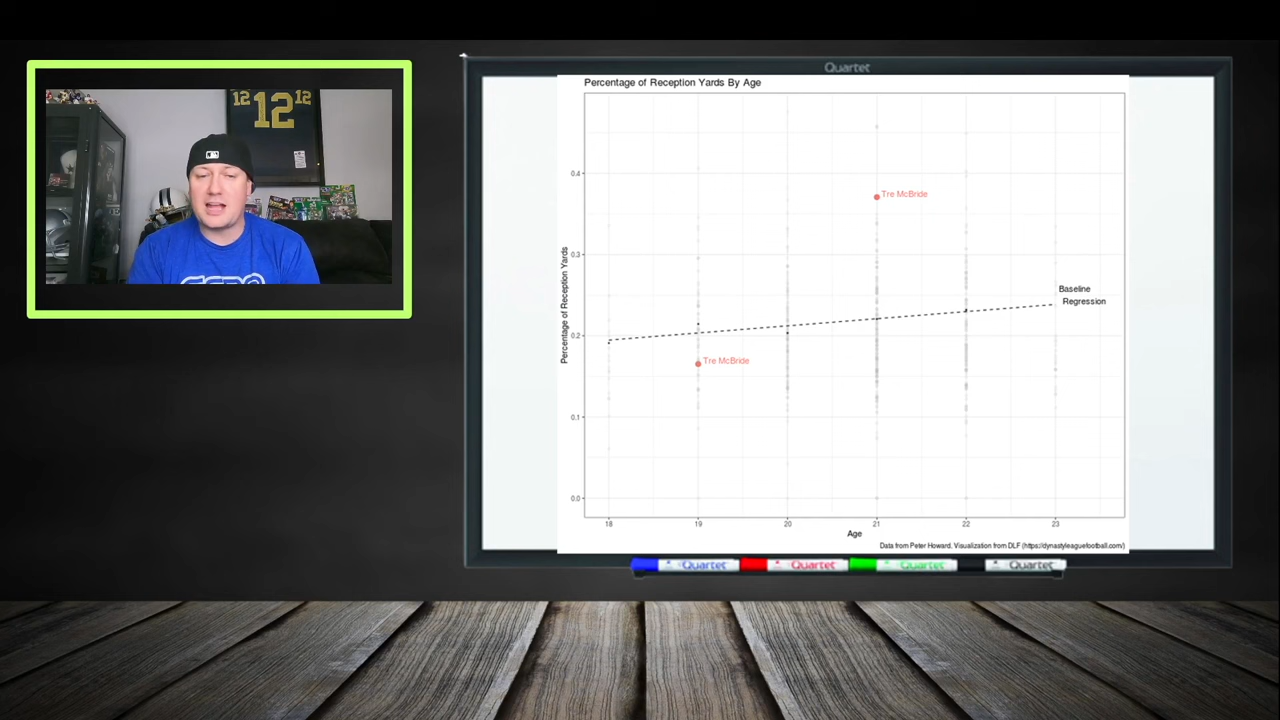 12 12 12
Quartet
Percentage of Reception Yards By Age
Percentage of Reception Yards
0.4
0.3
0.2
0.1
0.0
Tre McBride
Baseline
Regression
Tre McBride
18 19 20 21 22 23
Age
Data from Peter Howard. Visualization from DLF (https://dynastyleaguefootball.com/)
Quartet Quartet Quartet Quartet